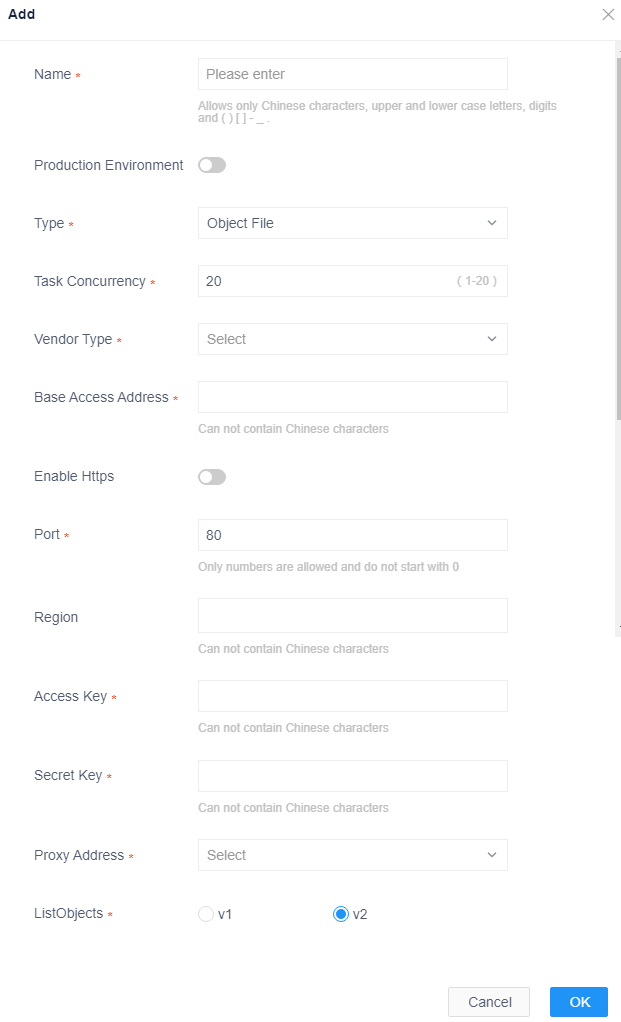 Add
Name *
Please enter
Allows only Chinese characters, upper and lower case letters, digits
and ( ) [ ] - _ .
Production Environment
Type *
Object File
Task Concurrency *
20
( 1-20 )
Vendor Type *
Select
Base Access Address *
Can not contain Chinese characters
Enable Https
Port *
80
Only numbers are allowed and do not start with 0
Region
Can not contain Chinese characters
Access Key *
Can not contain Chinese characters
Secret Key *
Can not contain Chinese characters
Proxy Address *
Select
ListObjects *
v1
v2
Cancel
OK